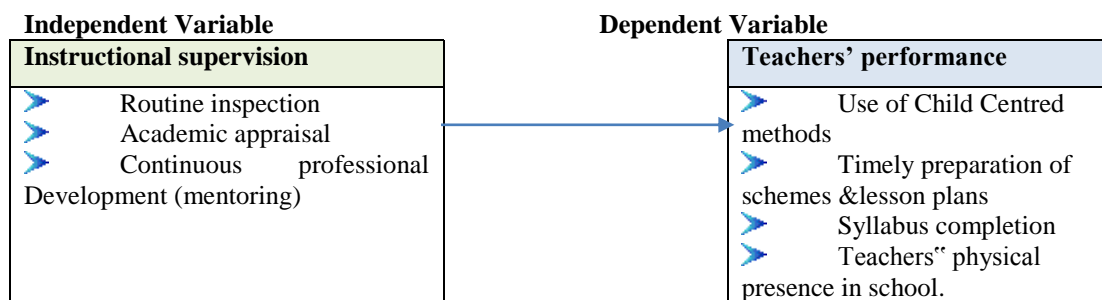 Independent Variable
Dependent Variable
Instructional supervision
Routine inspection
Academic appraisal
Continuous professional
Development (mentoring)
Teachers’ performance
Use of Child Centred
methods
Timely preparation of
schemes &lesson plans
Syllabus completion
Teachers‟ physical
presence in school.